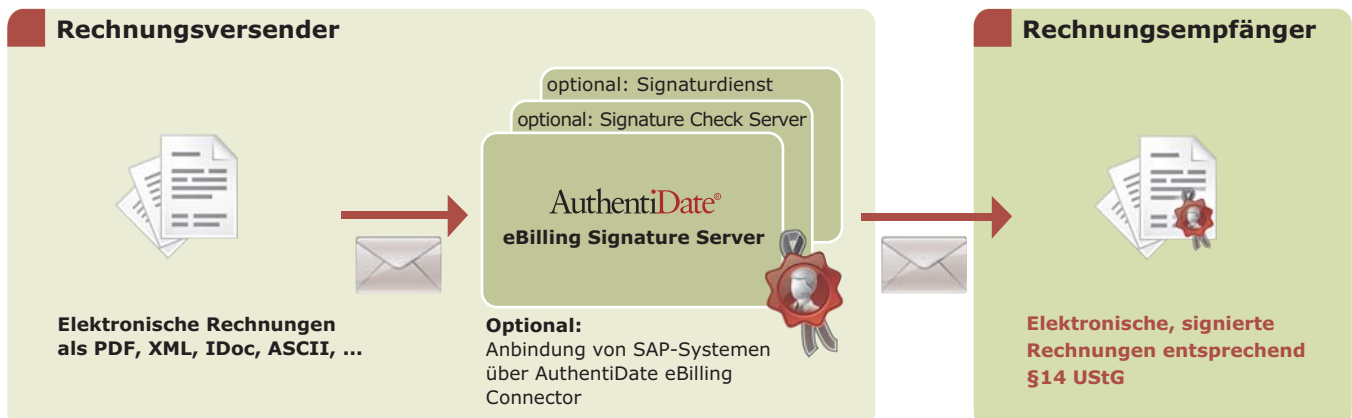 Rechnungsversender
Rechnungsempfänger
optional: Signaturdienst
optional: Signature Check Server
AuthentiDate®
eBilling Signature Server
Elektronische Rechnungen
als PDF, XML, IDoc, ASCII, ...
Optional:
Anbindung von SAP-Systemen
über AuthentiDate eBilling
Connector
Elektronische, signierte
Rechnungen entsprechend
§14 UStG